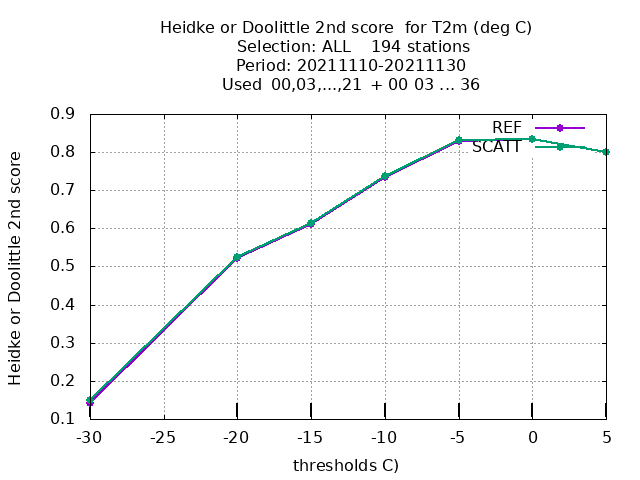 Heidke or Doolittle 2nd score  for T2m (deg C)
Selection: ALL    194 stations
Period: 20211110-20211130
Used  00,03,...,21  + 00 03 ... 36
Heidke or Doolittle 2nd score
0.9
0.8
0.7
0.6
0.5
0.4
0.3
0.2
0.1
REF
SCATT
-30 -25 -20 -15 -10 -5 0 5
thresholds C)